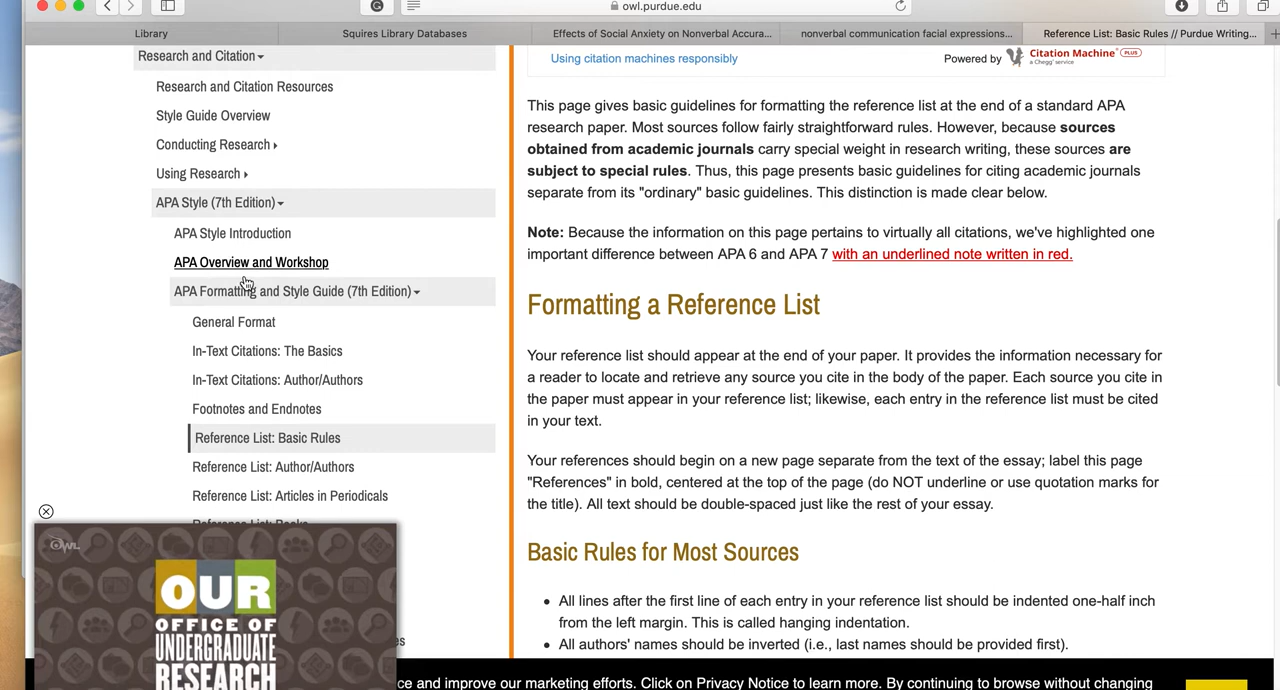 owl.purdue.edu
Library
Squires Library Databases
Effects of Social Anxiety on Nonverbal Accura...
nonverbal communication facial expressions...
Reference List: Basic Rules // Purdue Writing...
Research and Citation
Research and Citation Resources
Style Guide Overview
Conducting Research
Using Research
APA Style (7th Edition)
APA Style Introduction
APA Overview and Workshop
APA Formatting and Style Guide (7th Edition)
General Format
In-Text Citations: The Basics
In-Text Citations: Author/Authors
Footnotes and Endnotes
Reference List: Basic Rules
Reference List: Author/Authors
Reference List: Articles in Periodicals
Reference List: Books
OWL
OUR
OFFICE OF
UNDERGRADUATE
RESEARCH
Using citation machines responsibly
Powered by Citation Machine PLUS
a Chegg service
This page gives basic guidelines for formatting the reference list at the end of a standard APA
research paper. Most sources follow fairly straightforward rules. However, because sources
obtained from academic journals carry special weight in research writing, these sources are
subject to special rules. Thus, this page presents basic guidelines for citing academic journals
separate from its "ordinary" basic guidelines. This distinction is made clear below.
Note: Because the information on this page pertains to virtually all citations, we've highlighted one
important difference between APA 6 and APA 7 with an underlined note written in red.
Formatting a Reference List
Your reference list should appear at the end of your paper. It provides the information necessary for
a reader to locate and retrieve any source you cite in the body of the paper. Each source you cite in
the paper must appear in your reference list; likewise, each entry in the reference list must be cited
in your text.
Your references should begin on a new page separate from the text of the essay; label this page
"References" in bold, centered at the top of the page (do NOT underline or use quotation marks for
the title). All text should be double-spaced just like the rest of your essay.
Basic Rules for Most Sources
All lines after the first line of each entry in your reference list should be indented one-half inch
from the left margin. This is called hanging indentation.
All authors' names should be inverted (i.e., last names should be provided first).
ce and improve our marketing efforts. Click on Privacy Notice to learn more. By continuing to browse without changing